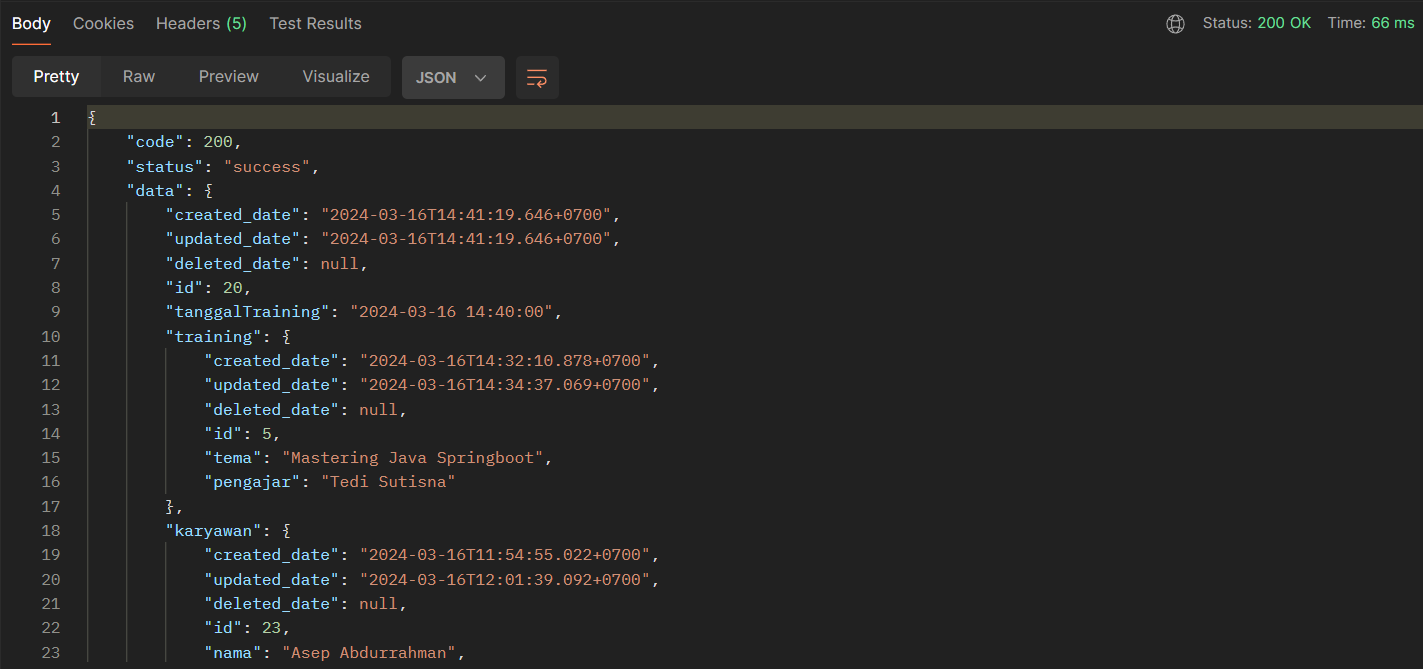 Body Cookies Headers (5) Test Results Status: 200 OK Time: 66 ms
Pretty Raw Preview Visualize JSON
1 {
2 "code": 200,
3 "status": "success",
4 "data": {
5 "created_date": "2024-03-16T14:41:19.646+0700",
6 "updated_date": "2024-03-16T14:41:19.646+0700",
7 "deleted_date": null,
8 "id": 20,
9 "tanggalTraining": "2024-03-16 14:40:00",
10 "training": {
11 "created_date": "2024-03-16T14:32:10.878+0700",
12 "updated_date": "2024-03-16T14:34:37.069+0700",
13 "deleted_date": null,
14 "id": 5,
15 "tema": "Mastering Java Springboot",
16 "pengajar": "Tedi Sutisna"
17 },
18 "karyawan": {
19 "created_date": "2024-03-16T11:54:55.022+0700",
20 "updated_date": "2024-03-16T12:01:39.092+0700",
21 "deleted_date": null,
22 "id": 23,
23 "nama": "Asep Abdurrahman",